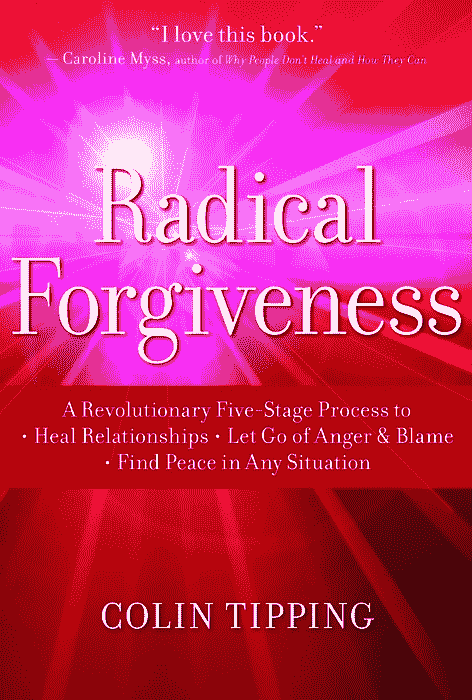 “I love this book.”
— Caroline Myss, author of Why People Don't Heal and How They Can
Radical
Forgiveness
A Revolutionary Five-Stage Process to
• Heal Relationships • Let Go of Anger & Blame
• Find Peace in Any Situation
COLIN TIPPING